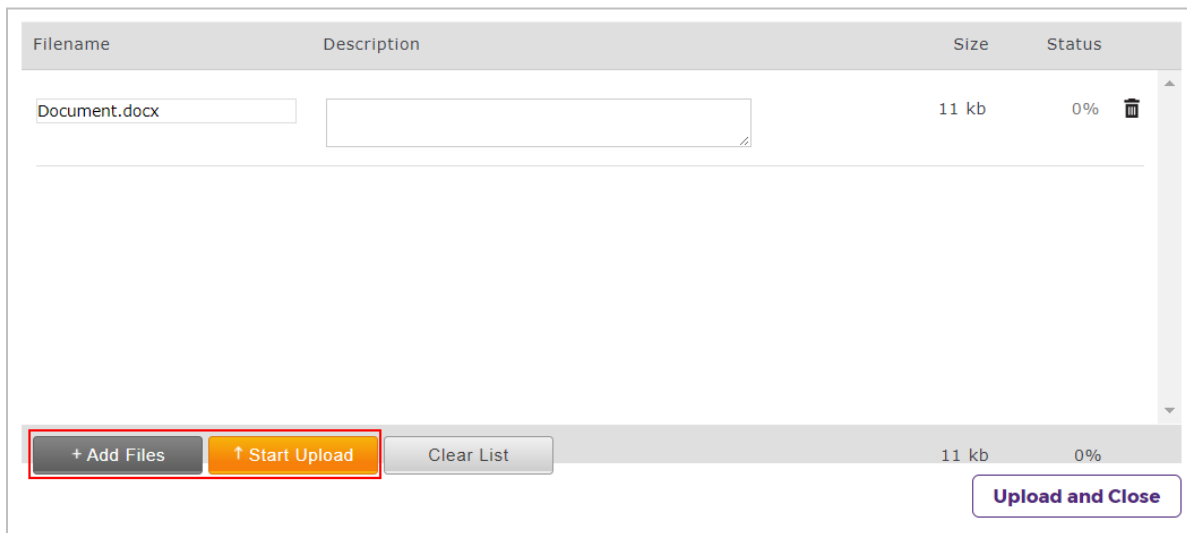 Filename Description Size Status
Document.docx 11 kb 0%
+ Add Files ↑ Start Upload Clear List 11 kb 0%
Upload and Close